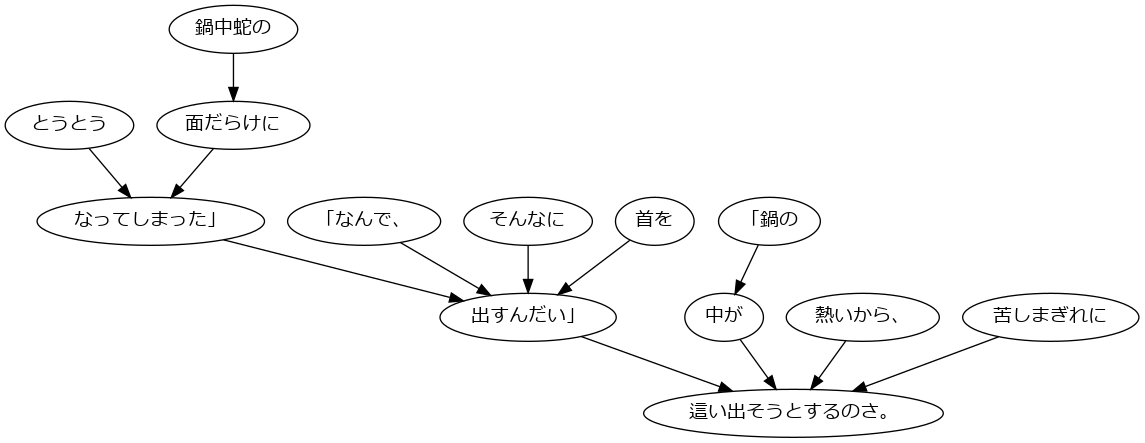 鍋中蛇の
とうとう
面だらけに
なってしまった」
「なんで、
そんなに
首を
「鍋の
出すんだい」
中が
熱いから、
苦しまぎれに
這い出そうとするのさ。